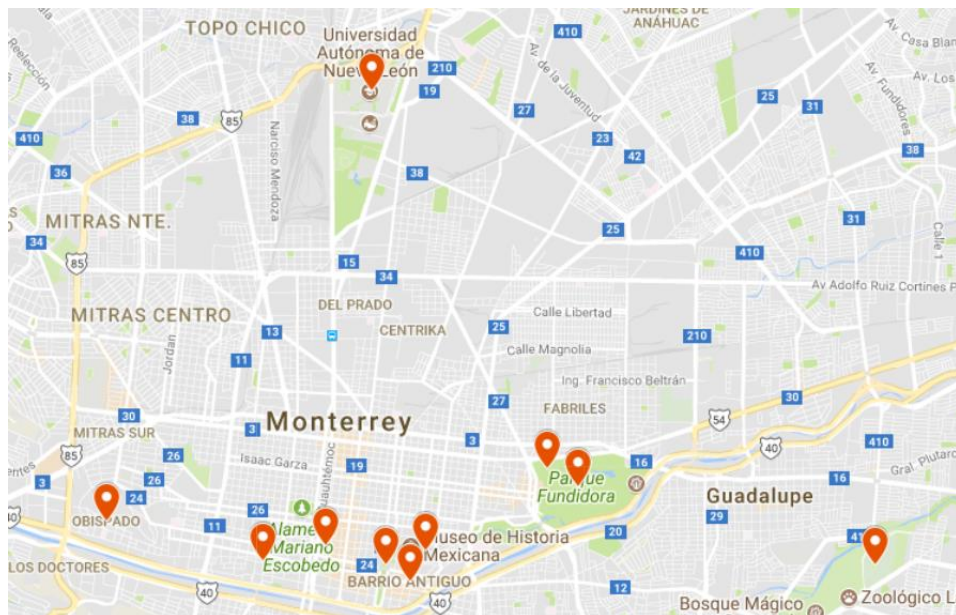 TOPO CHICO
JARDINES DE
ANÁHUAC
Universidad
Autónoma de
Nuevo León
410
Av. Casa Blan
Reelección
210
Av. de la Juventud
19
27
25
31
Av. Fundidores
Av. Los
38
85
410
23
38
42
36
38
Narciso Mendoza
MITRAS NTE.
34
25
31
Calle 1
85
15
34
210
Av Adolfo Ruiz Cortines P
MITRAS CENTRO
DEL PRADO
CENTRIKA
Calle Libertad
13
25
210
Jordan
11
Calle Magnolia
Ing. Francisco Beltrán
30
27
FABRILES
30
3
Monterrey
3
54
MITRAS SUR
85
40
410
26
Isaac Garza
19
Cuauhtémoc
16
Gral. Plutarc
entes
3
26
24
Parque
Fundidora
16
Guadalupe
40
OBISPADO
11
26
Alameda
Mariano
Escobedo
Museo de Historia
Mexicana
20
29
41
LOS DOCTORES
24
BARRIO ANTIGUO
12
40
40
Bosque Mágico
Zoológico L